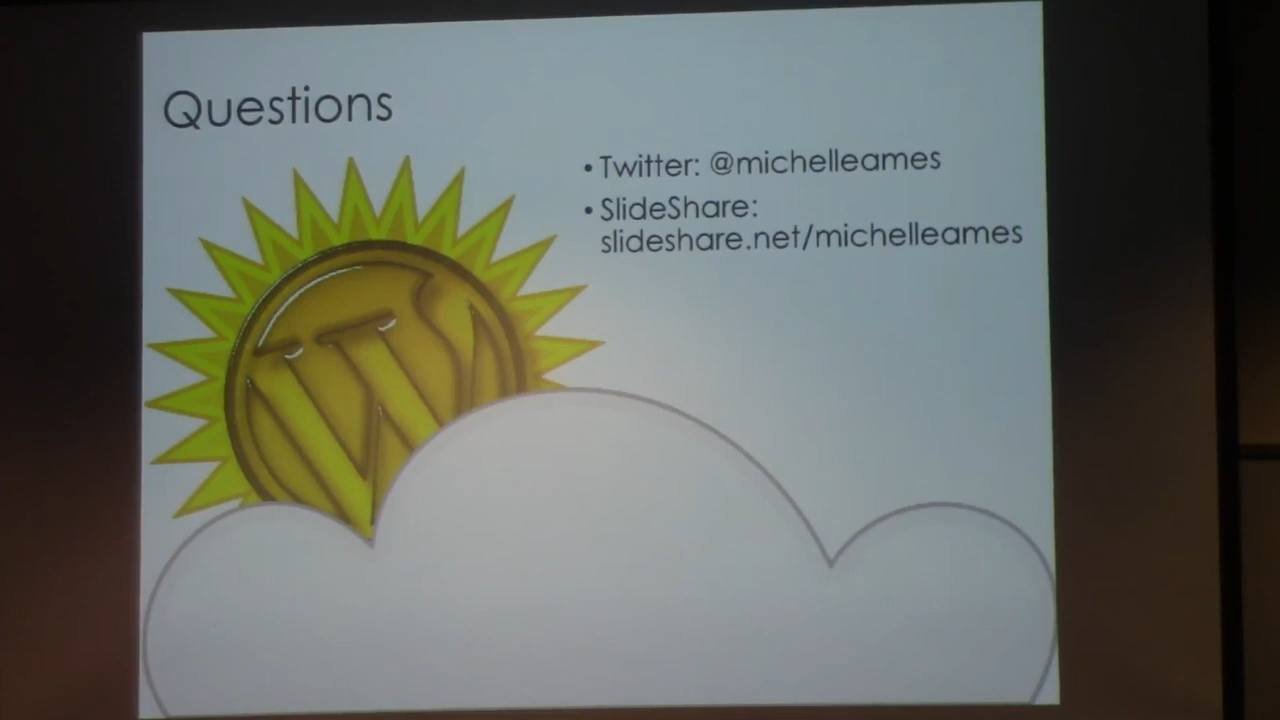 Questions
• Twitter: @michelleames
• SlideShare:
slideshare.net/michelleames
W